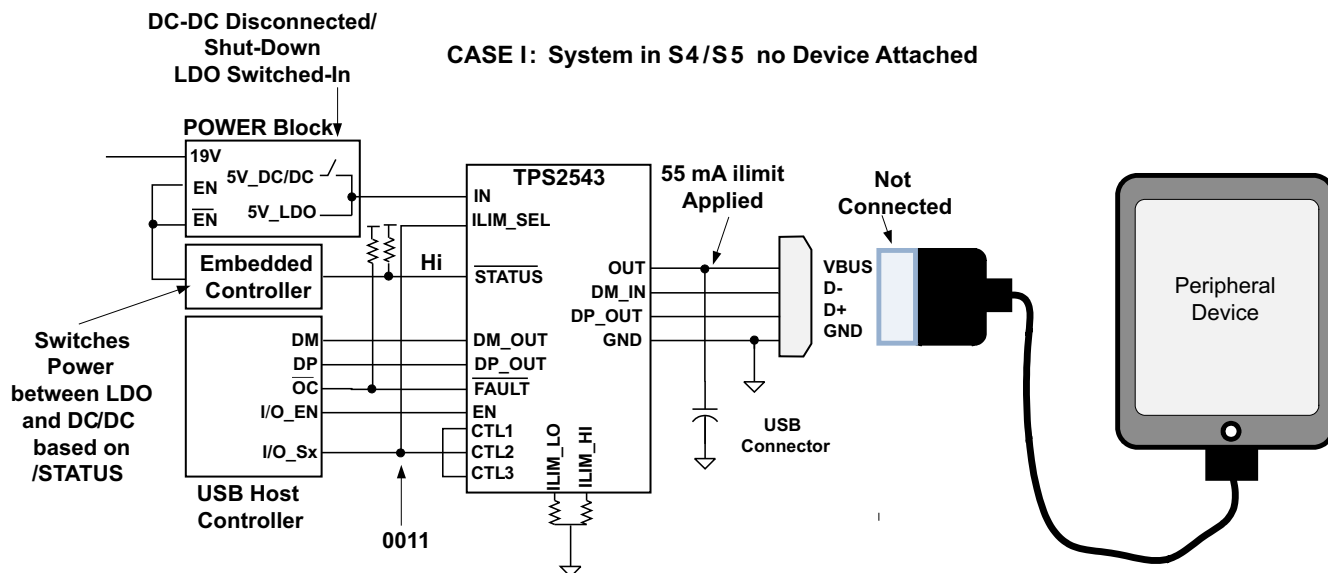 DC-DC Disconnected/
Shut-Down
LDO Switched-In
CASE I: System in S4/S5 no Device Attached
POWER Block
19V
EN
EN
5V_DC/DC
5V_LDO
Embedded
Controller
Hi
Switches
Power
between LDO
and DC/DC
based on
/STATUS
DM
DP
OC
I/O_EN
I/O_Sx
USB Host
Controller
0011
TPS2543
IN
ILIM_SEL
STATUS
DM_OUT
DP_OUT
FAULT
EN
CTL1
CTL2
CTL3
ILIM_LO
ILIM_HI
OUT
DM_IN
DP_OUT
GND
55 mA ilimit
Applied
USB
Connector
VBUS
D-
D+
GND
Not
Connected
Peripheral
Device